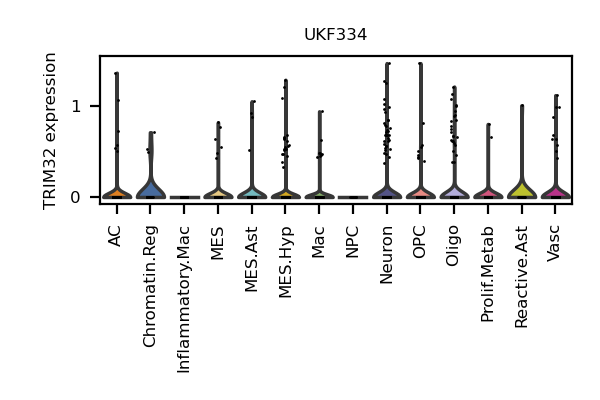 UKF334
TRIM32 expression
1
0
AC
Chromatin.Reg
Inflammatory.Mac
MES
MES.Ast
MES.Hyp
Mac
NPC
Neuron
OPC
Oligo
Prolif.Metab
Reactive.Ast
Vasc